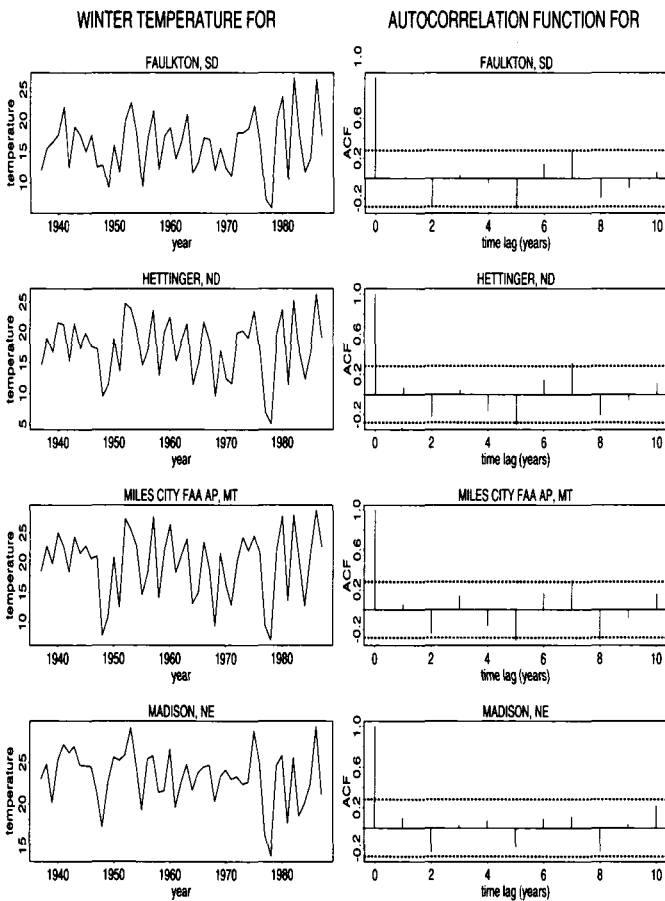 WINTER TEMPERATURE FOR
AUTOCORRELATION FUNCTION FOR
FAULKTON, SD
temperature
25
20
15
10
1940 1950 1960 1970 1980
year
FAULKTON, SD
ACF
1.0
0.6
0.2
-0.2
0 2 4 6 8 10
time lag (years)
HETTINGER, ND
temperature
25
20
15
10
5
1940 1950 1960 1970 1980
year
HETTINGER, ND
ACF
1.0
0.6
0.2
-0.2
0 2 4 6 8 10
time lag (years)
MILES CITY FAA AP, MT
temperature
25
20
15
10
1940 1950 1960 1970 1980
year
MILES CITY FAA AP, MT
ACF
1.0
0.6
0.2
-0.2
0 2 4 6 8 10
time lag (years)
MADISON, NE
temperature
25
20
15
1940 1950 1960 1970 1980
year
MADISON, NE
ACF
1.0
0.6
0.2
-0.2
0 2 4 6 8 10
time lag (years)